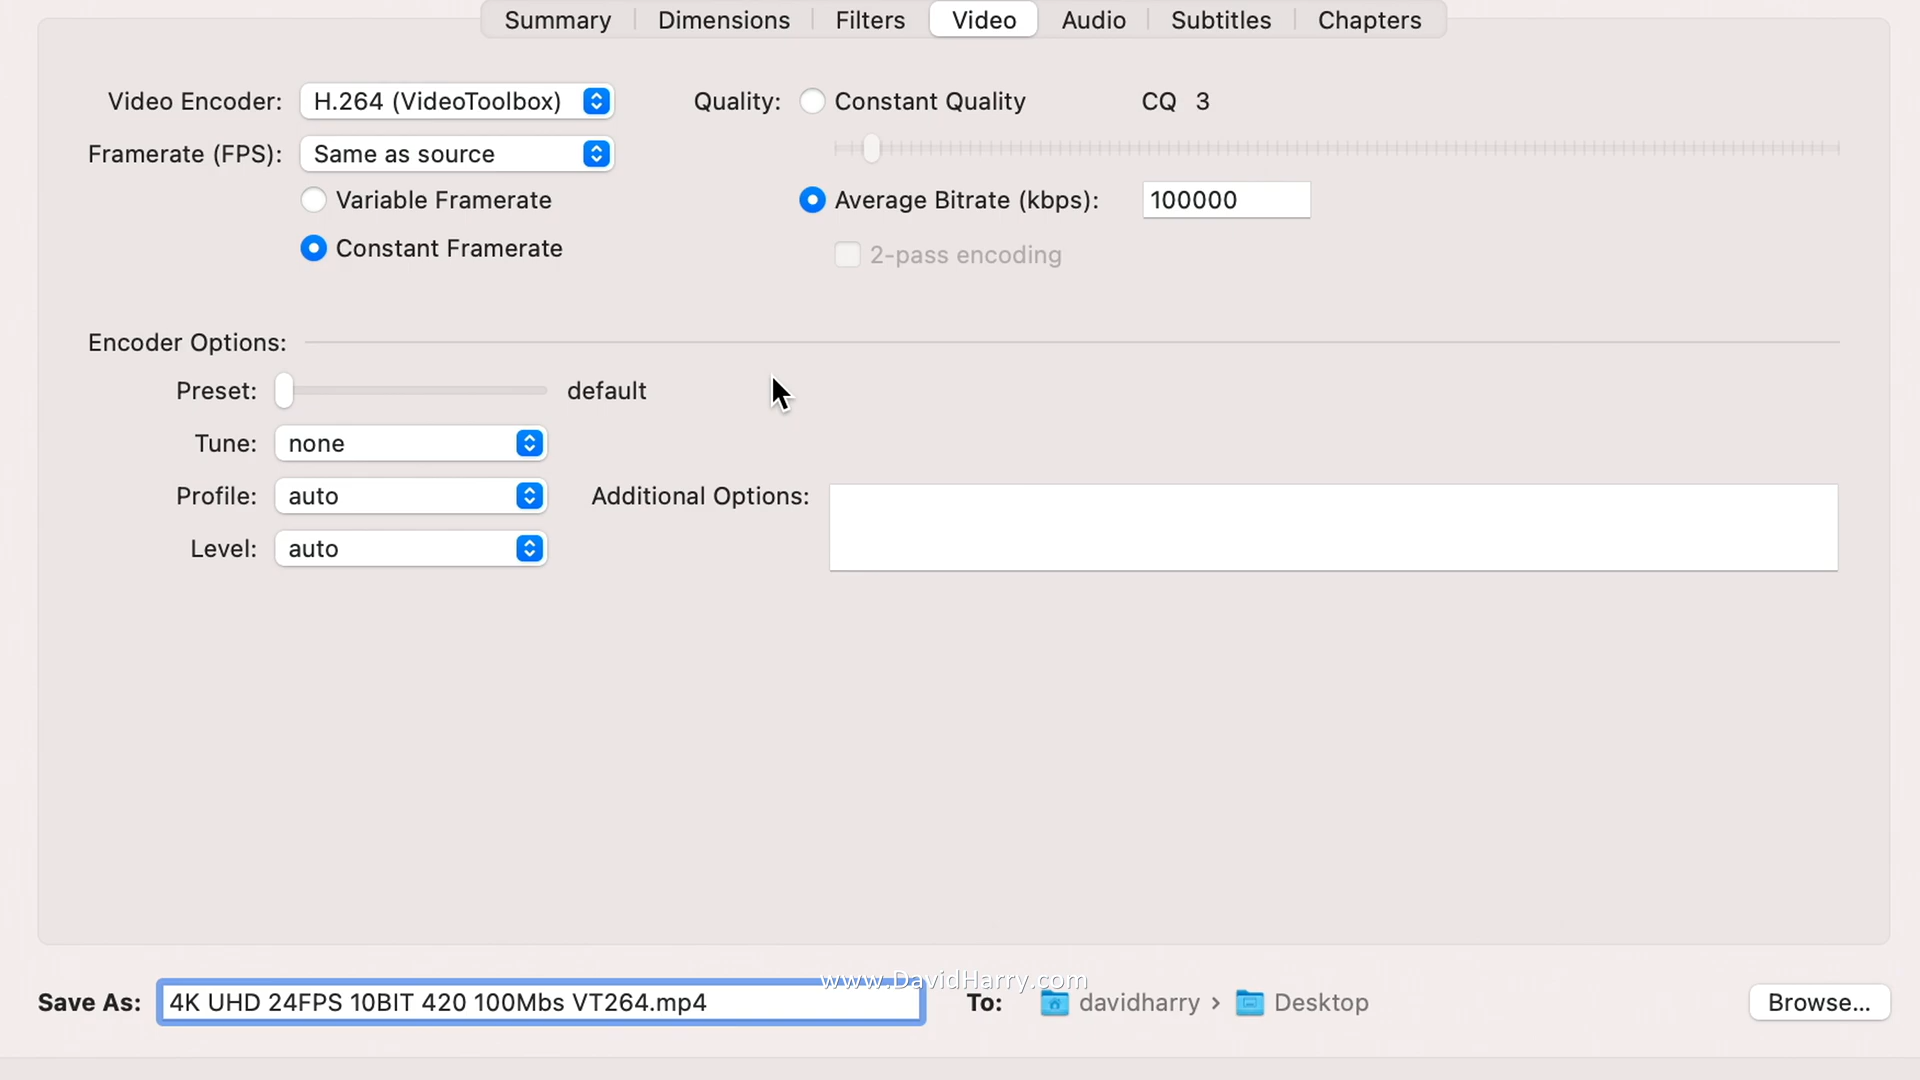 Summary Dimensions Filters Video Audio Subtitles Chapters
Video Encoder: H.264 (VideoToolbox) Quality: Constant Quality CQ 3
Framerate (FPS): Same as source
Variable Framerate Average Bitrate (kbps): 100000
Constant Framerate 2-pass encoding
Encoder Options:
Preset: default
Tune: none
Profile: auto Additional Options:
Level: auto
www.DavidHarry.com
Save As: 4K UHD 24FPS 10BIT 420 100Mbs VT264.mp4 To: davidharry › Desktop Browse...